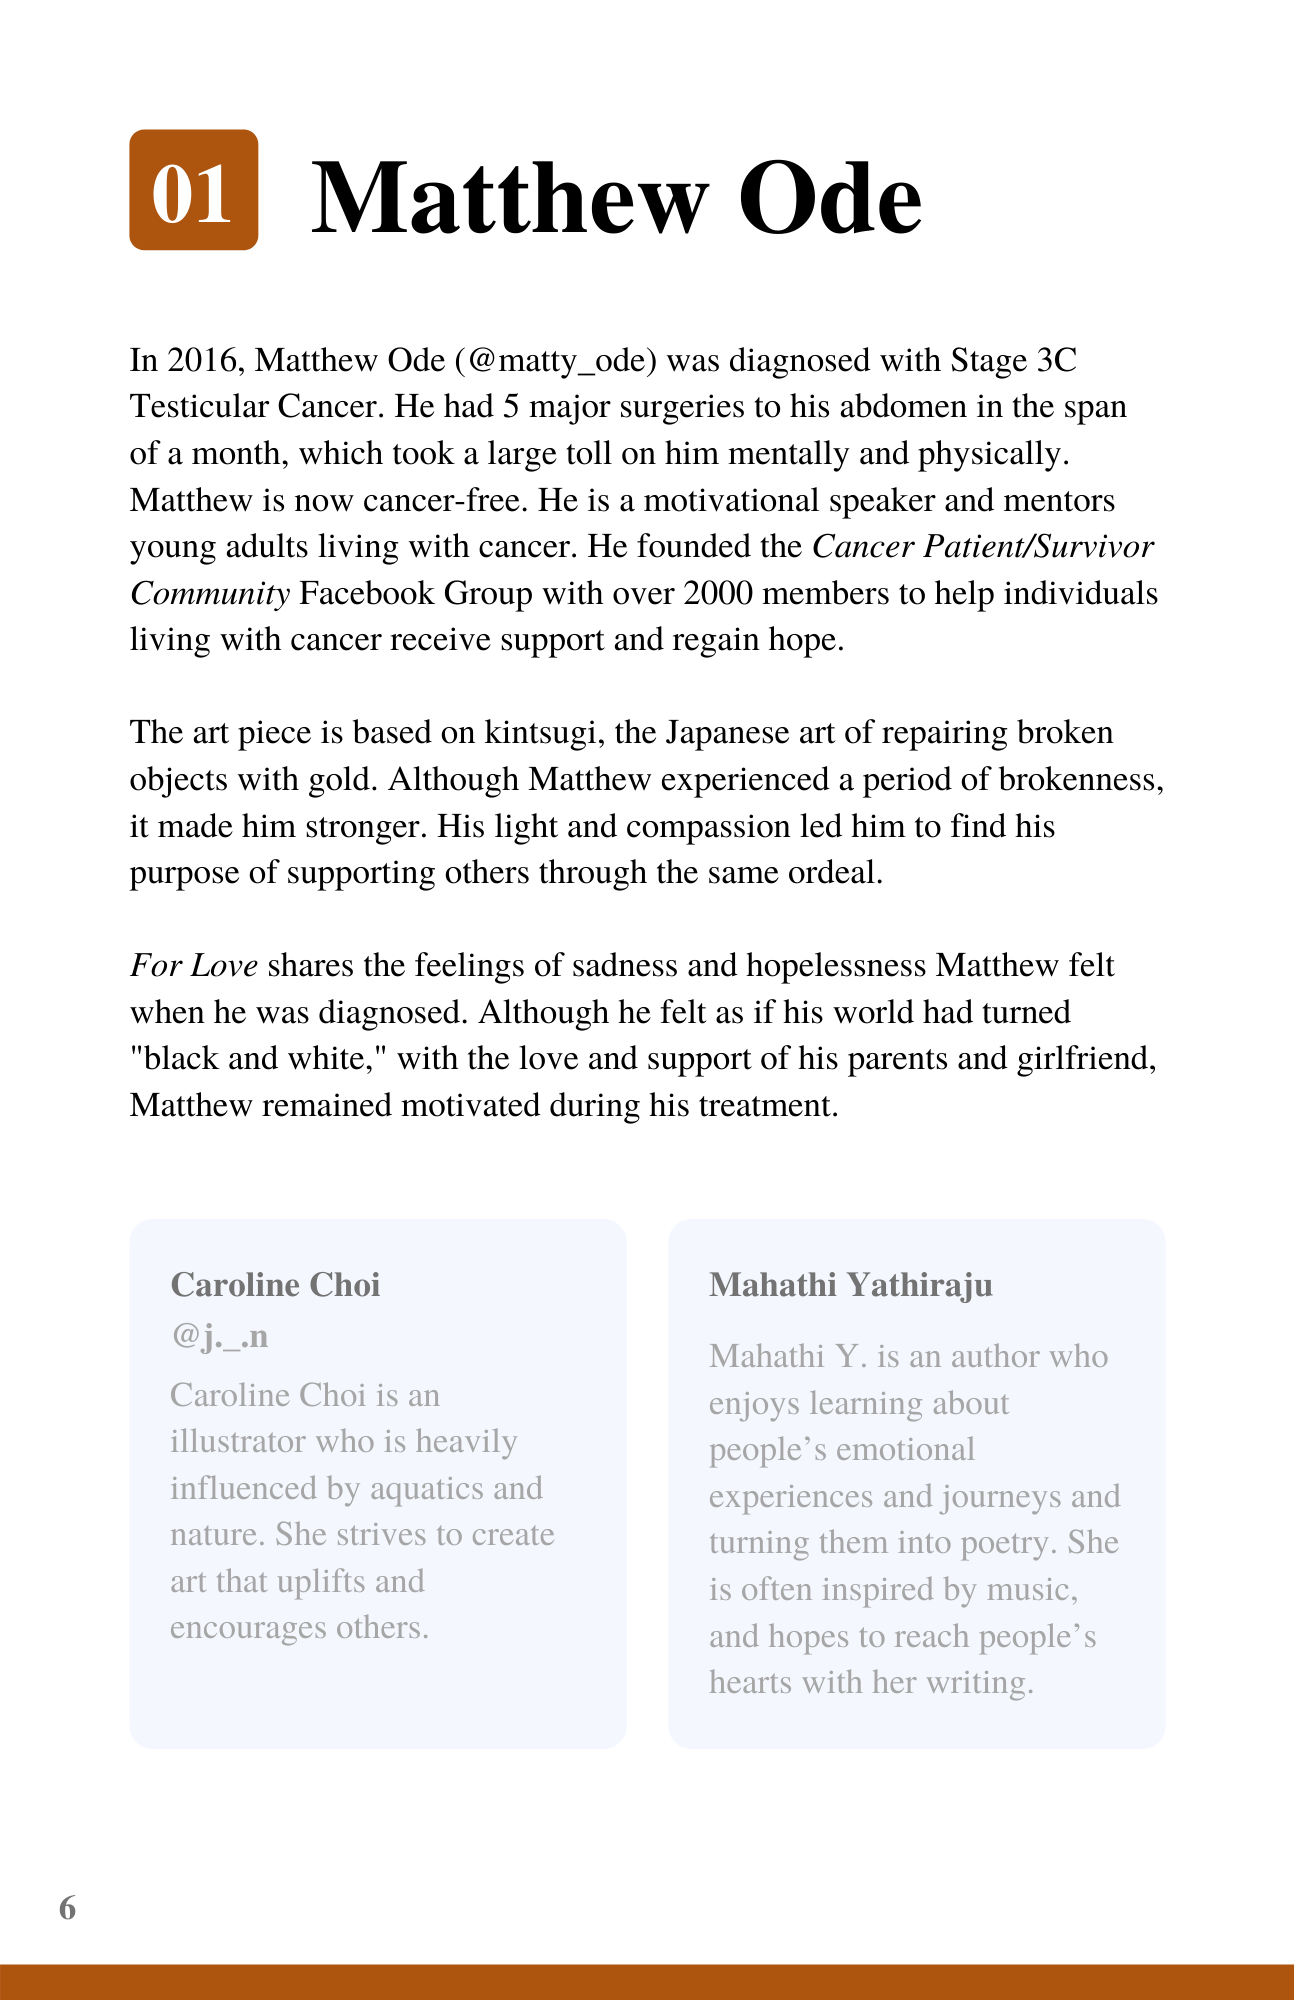 01
Matthew Ode
In 2016, Matthew Ode (@matty_ode) was diagnosed with Stage 3C
Testicular Cancer. He had 5 major surgeries to his abdomen in the span
of a month, which took a large toll on him mentally and physically.
Matthew is now cancer-free. He is a motivational speaker and mentors
young adults living with cancer. He founded the Cancer Patient/Survivor
Community Facebook Group with over 2000 members to help individuals
living with cancer receive support and regain hope.
The art piece is based on kintsugi, the Japanese art of repairing broken
objects with gold. Although Matthew experienced a period of brokenness,
it made him stronger. His light and compassion led him to find his
purpose of supporting others through the same ordeal.
For Love shares the feelings of sadness and hopelessness Matthew felt
when he was diagnosed. Although he felt as if his world had turned
"black and white," with the love and support of his parents and girlfriend,
Matthew remained motivated during his treatment.
Caroline Choi
@j._.n
Caroline Choi is an
illustrator who is heavily
influenced by aquatics and
nature. She strives to create
art that uplifts and
encourages others.
Mahathi Yathiraju
Mahathi Y. is an author who
enjoys learning about
people’s emotional
experiences and journeys and
turning them into poetry. She
is often inspired by music,
and hopes to reach people’s
hearts with her writing.
6